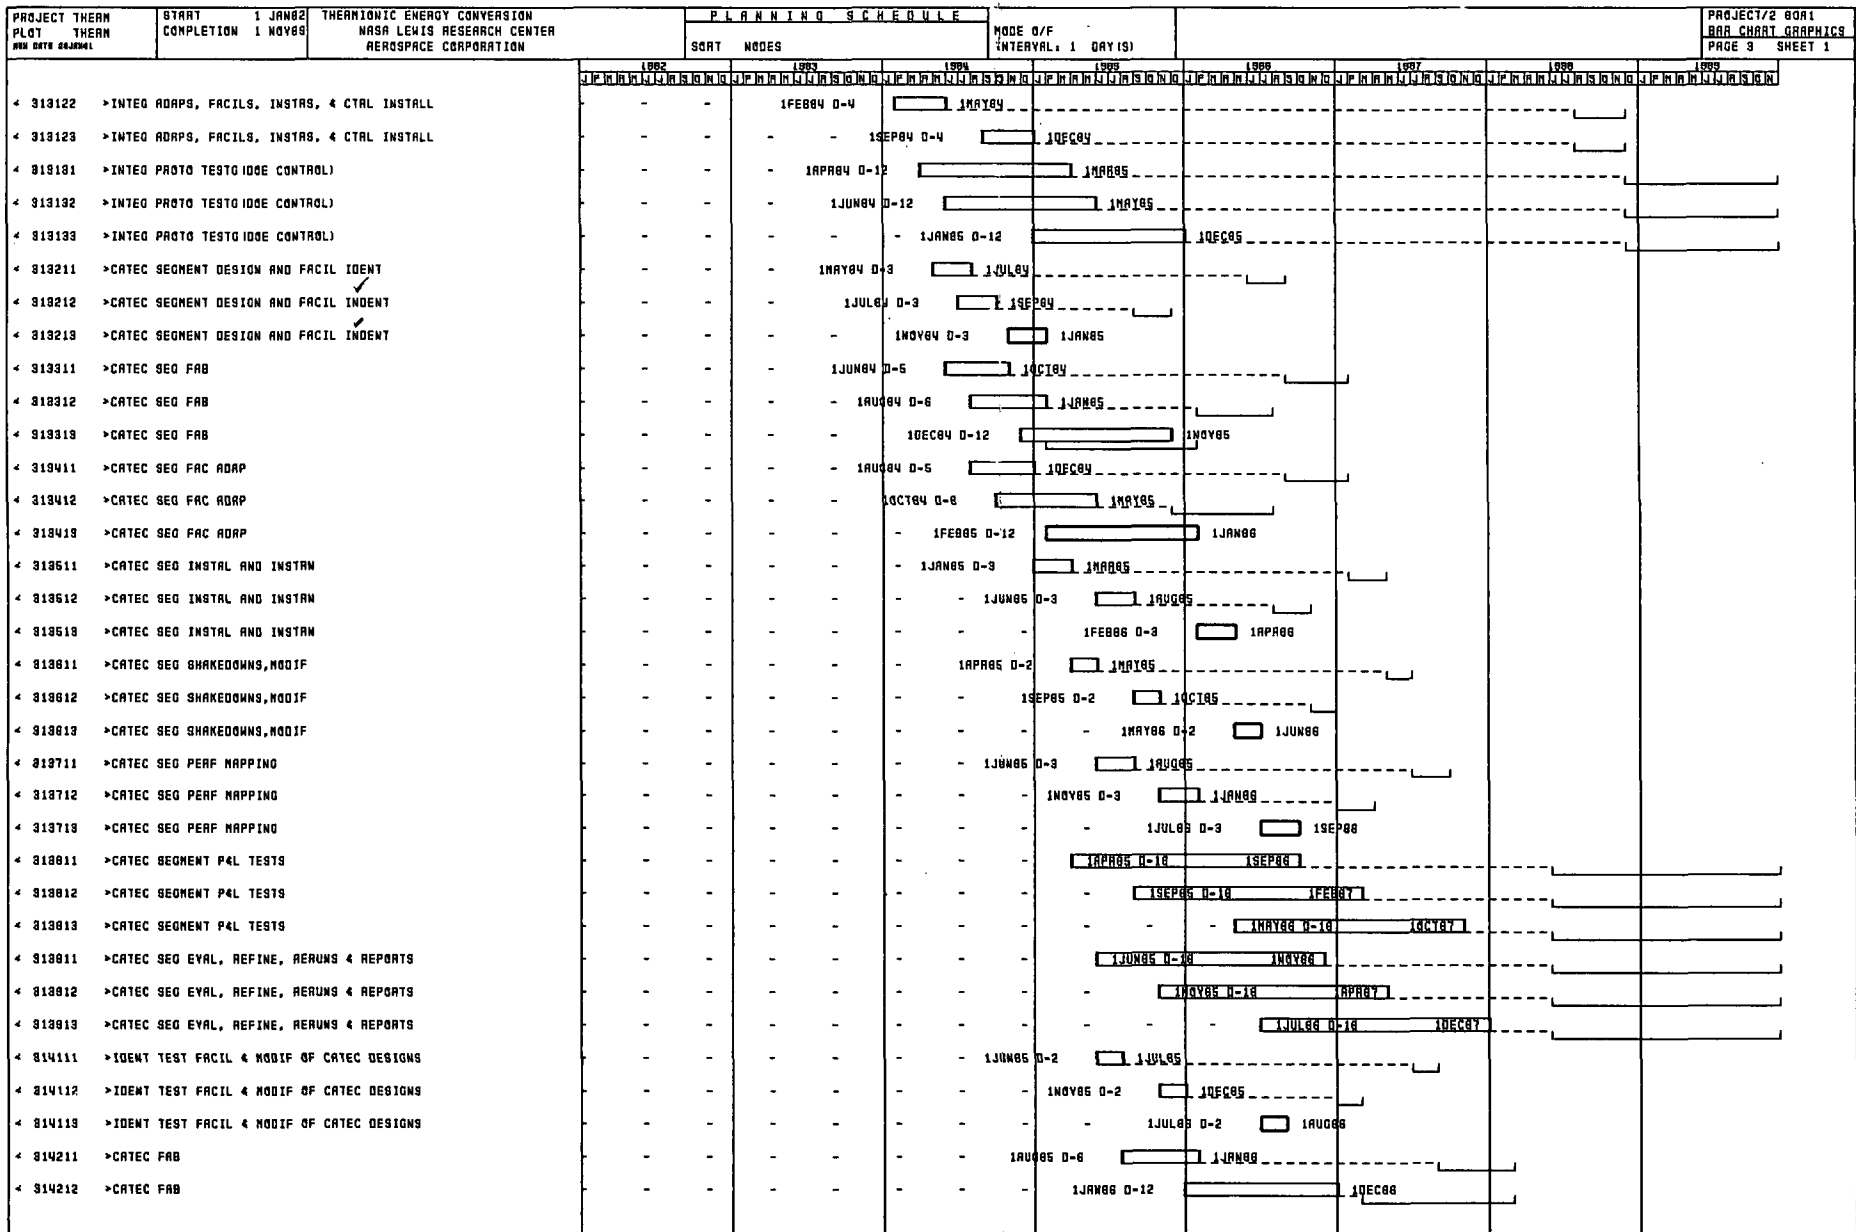 PROJECT THERM
PLOT THERM
RUN DATE 26JAN81
START 1 JAN82
COMPLETION 1 NOV89
THERMIONIC ENERGY CONVERSION
NASA LEWIS RESEARCH CENTER
AEROSPACE CORPORATION
PLANNING SCHEDULE
SORT NODES
MODE O/F
INTERVAL: 1 DAY(S)
PROJECT/2 GOA1
BAR CHART GRAPHICS
PAGE 3 SHEET 1
1982 1983 1984 1985 1986 1987 1988 1989
J F M A M J J A S O N D J F M A M J J A S O N D J F M A M J J A S O N D J F M A M J J A S O N D J F M A M J J A S O N D J F M A M J J A S O N D J F M A M J J A S O N D J F M A M J J A S O N
< 313122 >INTEG ADAPS, FACILS, INSTRS, & CTRL INSTALL 1FEB84 D-4 1MAY84
< 313123 >INTEG ADAPS, FACILS, INSTRS, & CTRL INSTALL 1SEP84 D-4 1DEC84
< 313131 >INTEG PROTO TESTG(DOE CONTROL) 1APR84 D-12 1MAR85
< 313132 >INTEG PROTO TESTG(DOE CONTROL) 1JUN84 D-12 1MAY85
< 313133 >INTEG PROTO TESTG(DOE CONTROL) 1JAN85 D-12 1DEC85
< 313211 >CATEC SEGMENT DESIGN AND FACIL IDENT 1MAY84 D-3 1JUL84
< 313212 >CATEC SEGMENT DESIGN AND FACIL INDENT 1JUL84 D-3 1SEP84
< 313213 >CATEC SEGMENT DESIGN AND FACIL INDENT 1NOV84 D-3 1JAN85
< 313311 >CATEC SEG FAB 1JUN84 D-5 1OCT84
< 313312 >CATEC SEG FAB 1AUG84 D-6 1JAN85
< 313313 >CATEC SEG FAB 1DEC84 D-12 1NOV85
< 313411 >CATEC SEG FAC ADAP 1AUG84 D-5 1DEC84
< 313412 >CATEC SEG FAC ADAP 1OCT84 D-8 1MAY85
< 313413 >CATEC SEG FAC ADAP 1FEB85 D-12 1JAN86
< 313511 >CATEC SEG INSTAL AND INSTRN 1JAN85 D-3 1MAR85
< 313512 >CATEC SEG INSTAL AND INSTRN 1JUN85 D-3 1AUG85
< 313513 >CATEC SEG INSTAL AND INSTRN 1FEB86 D-3 1APR86
< 313611 >CATEC SEG SHAKEDOWNS,MODIF 1APR85 D-2 1MAY85
< 313612 >CATEC SEG SHAKEDOWNS,MODIF 1SEP85 D-2 1OCT85
< 313613 >CATEC SEG SHAKEDOWNS,MODIF 1MAY86 D-2 1JUN86
< 313711 >CATEC SEG PERF MAPPING 1JUN85 D-3 1AUG85
< 313712 >CATEC SEG PERF MAPPING 1NOV85 D-3 1JAN86
< 313713 >CATEC SEG PERF MAPPING 1JUL86 D-3 1SEP86
< 313811 >CATEC SEGMENT P&L TESTS 1APR85 D-18 1SEP86
< 313812 >CATEC SEGMENT P&L TESTS 1SEP85 D-18 1FEB87
< 313813 >CATEC SEGMENT P&L TESTS 1MAY86 D-18 1OCT87
< 313911 >CATEC SEG EVAL, REFINE, RERUNS & REPORTS 1JUN85 D-18 1NOV86
< 313912 >CATEC SEG EVAL, REFINE, RERUNS & REPORTS 1NOV85 D-18 1APR87
< 313913 >CATEC SEG EVAL, REFINE, RERUNS & REPORTS 1JUL86 D-18 1DEC87
< 314111 >IDENT TEST FACIL & MODIF OF CATEC DESIGNS 1JUN85 D-2 1JUL85
< 314112 >IDENT TEST FACIL & MODIF OF CATEC DESIGNS 1NOV85 D-2 1DEC85
< 314113 >IDENT TEST FACIL & MODIF OF CATEC DESIGNS 1JUL86 D-2 1AUG86
< 314211 >CATEC FAB 1AUG85 D-6 1JAN86
< 314212 >CATEC FAB 1JAN86 D-12 1DEC86